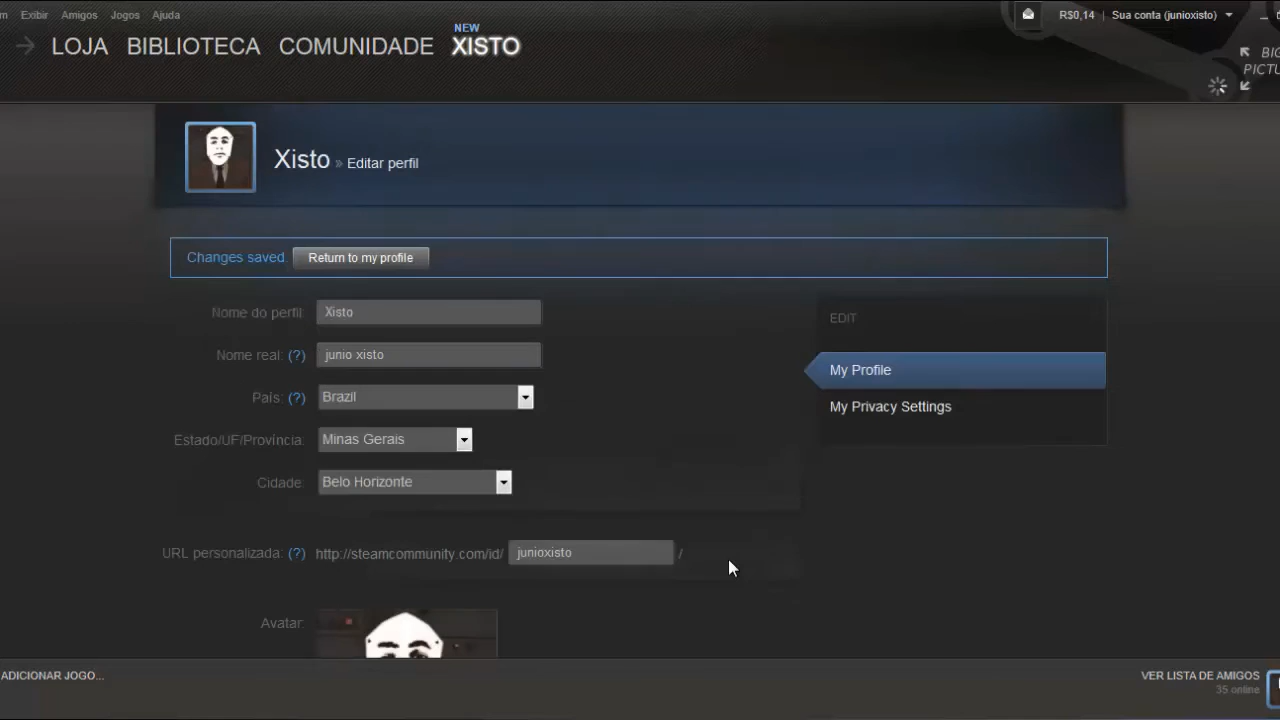 Exibir Amigos Jogos Ajuda
R$0,14 Sua conta (junioxisto)
LOJA BIBLIOTECA COMUNIDADE NEW XISTO
PICTU
Xisto » Editar perfil
Changes saved. Return to my profile
Nome do perfil: Xisto
EDIT
Nome real: (?) junio xisto
My Profile
País: (?) Brazil
My Privacy Settings
Estado/UF/Província: Minas Gerais
Cidade: Belo Horizonte
URL personalizada: (?) http://steamcommunity.com/id/ junioxisto /
Avatar:
ADICIONAR JOGO...
VER LISTA DE AMIGOS
35 online